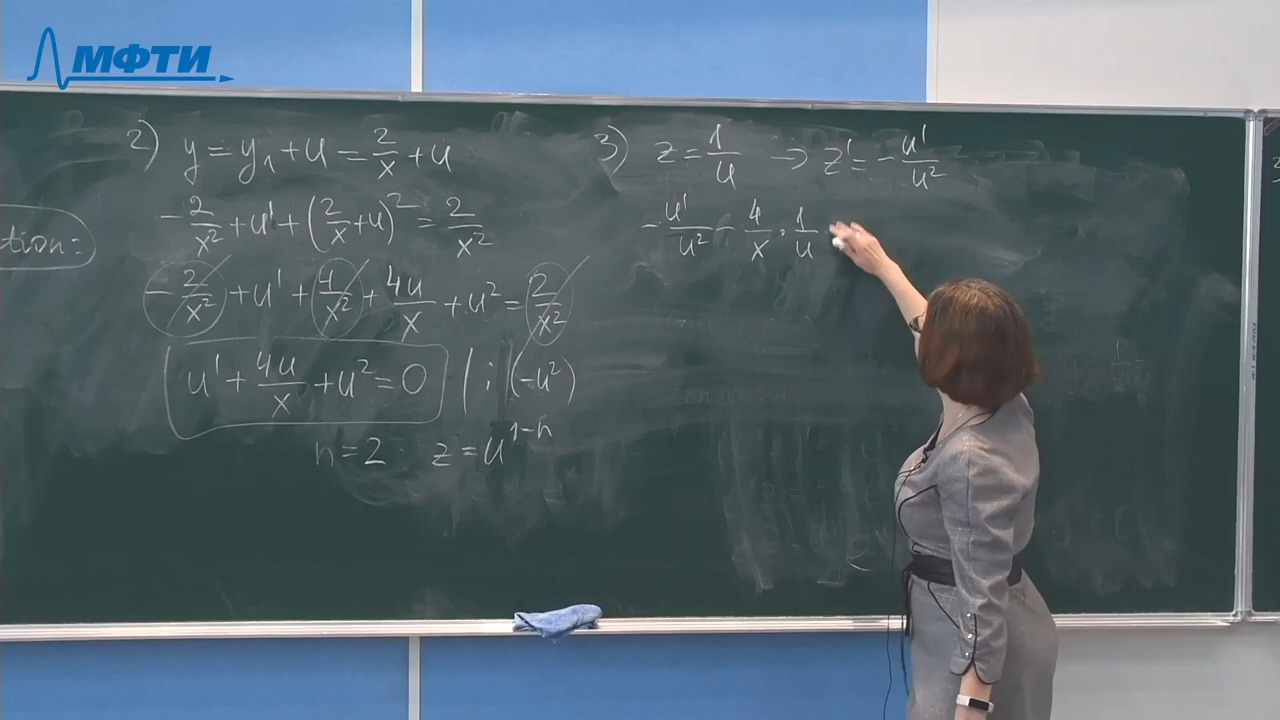 МФТИ
tion:
2) y = y₁ + u = 2/x + u
-2/x² + u' + (2/x + u)² = 2/x²
-2/x² + u' + 4/x² + 4u/x + u² = 2/x²
u' + 4u/x + u² = 0 | : (-u²)
n = 2 z = u^(1-n)
3) z = 1/u → z' = -u'/u²
-u'/u² - 4/x · 1/u